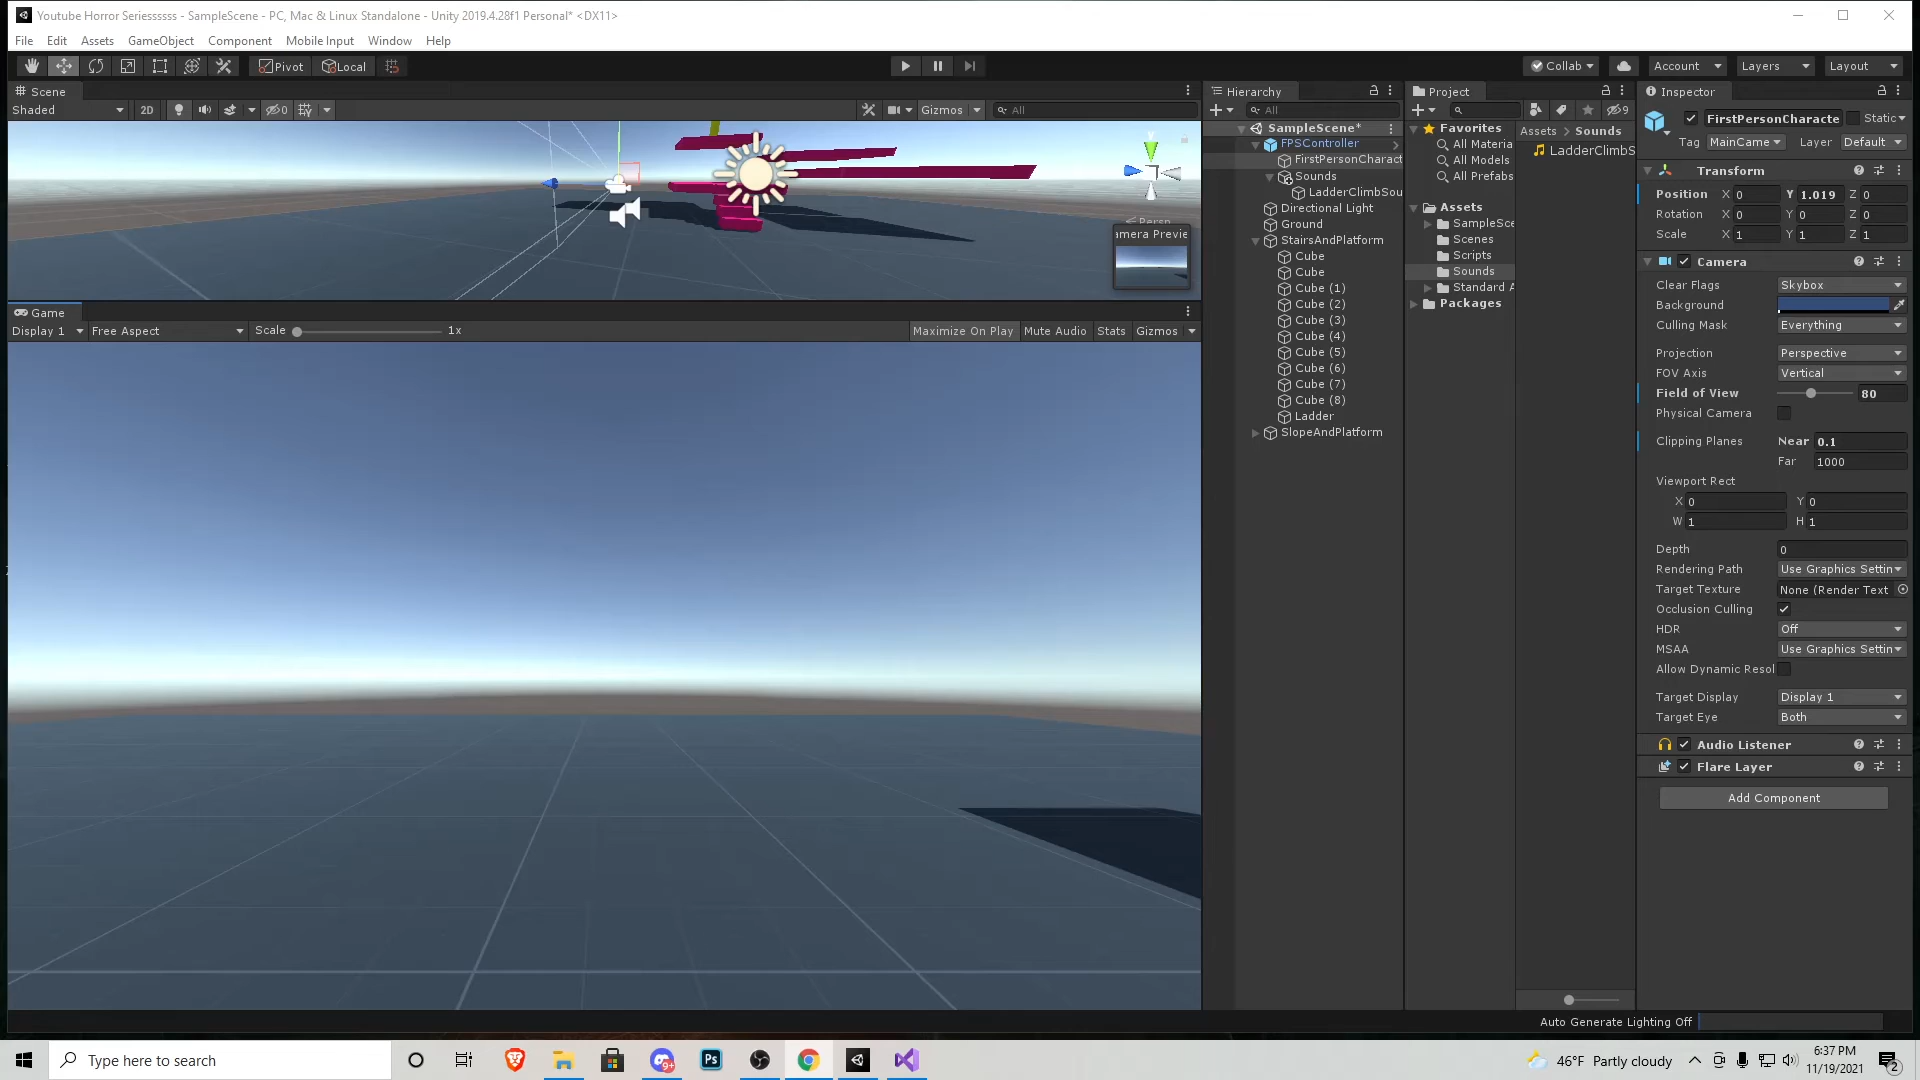 Youtube Horror Seriessssss - SampleScene - PC, Mac & Linux Standalone - Unity 2019.4.28f1 Personal* <DX11>
File Edit Assets GameObject Component Mobile Input Window Help
Pivot Local Collab Account Layers Layout
Scene
Shaded 2D 0 Gizmos All
y
Persp
amera Previe
Game
Display 1 Free Aspect Scale 1x Maximize On Play Mute Audio Stats Gizmos
Hierarchy
All
SampleScene*
FPSController
FirstPersonCharact
Sounds
LadderClimbSou
Directional Light
Ground
StairsAndPlatform
Cube
Cube
Cube (1)
Cube (2)
Cube (3)
Cube (4)
Cube (5)
Cube (6)
Cube (7)
Cube (8)
Ladder
SlopeAndPlatform
Project
9
Favorites
All Materia
All Models
All Prefabs
Assets
SampleSce
Scenes
Scripts
Sounds
Standard A
Packages
Assets > Sounds
LadderClimbS
Inspector
FirstPersonCharacte Static
Tag MainCame Layer Default
Transform
Position X 0 Y 1.019 Z 0
Rotation X 0 Y 0 Z 0
Scale X 1 Y 1 Z 1
Camera
Clear Flags Skybox
Background
Culling Mask Everything
Projection Perspective
FOV Axis Vertical
Field of View 80
Physical Camera
Clipping Planes Near 0.1
Far 1000
Viewport Rect
X 0 Y 0
W 1 H 1
Depth 0
Rendering Path Use Graphics Settin
Target Texture None (Render Text
Occlusion Culling
HDR Off
MSAA Use Graphics Settin
Allow Dynamic Resol
Target Display Display 1
Target Eye Both
Audio Listener
Flare Layer
Add Component
Auto Generate Lighting Off
Type here to search
9+
Ps
46°F Partly cloudy
6:37 PM
11/19/2021
2